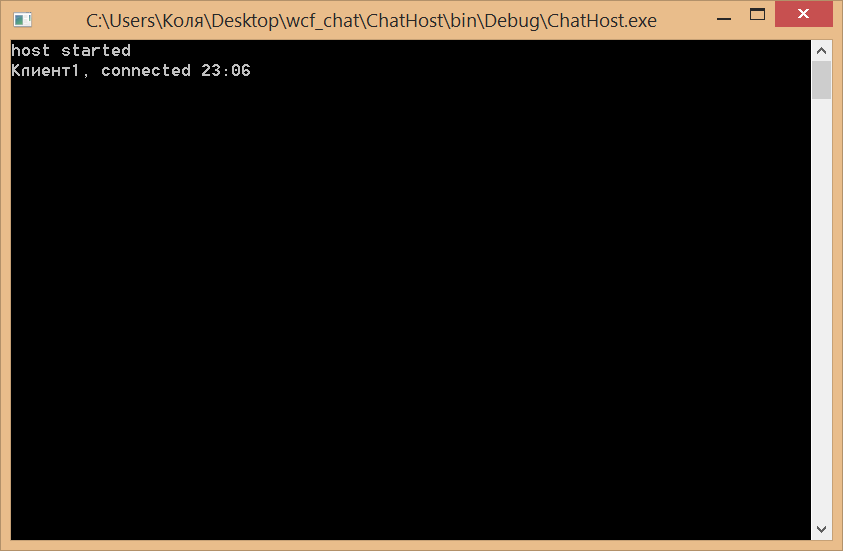 C:\Users\Коля\Desktop\wcf_chat\ChatHost\bin\Debug\ChatHost.exe
host started
Клиент1, connected 23:06